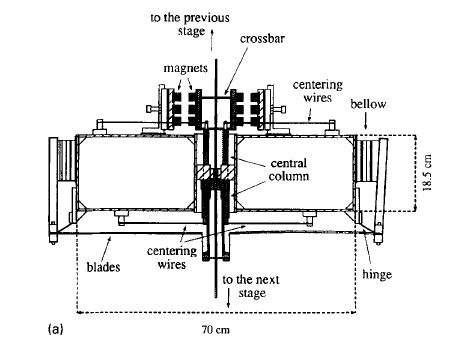 to the previous
stage
crossbar
magnets
centering
wires
bellow
central
column
18.5 cm
centering
wires
blades
hinge
to the next
stage
(a)
70 cm